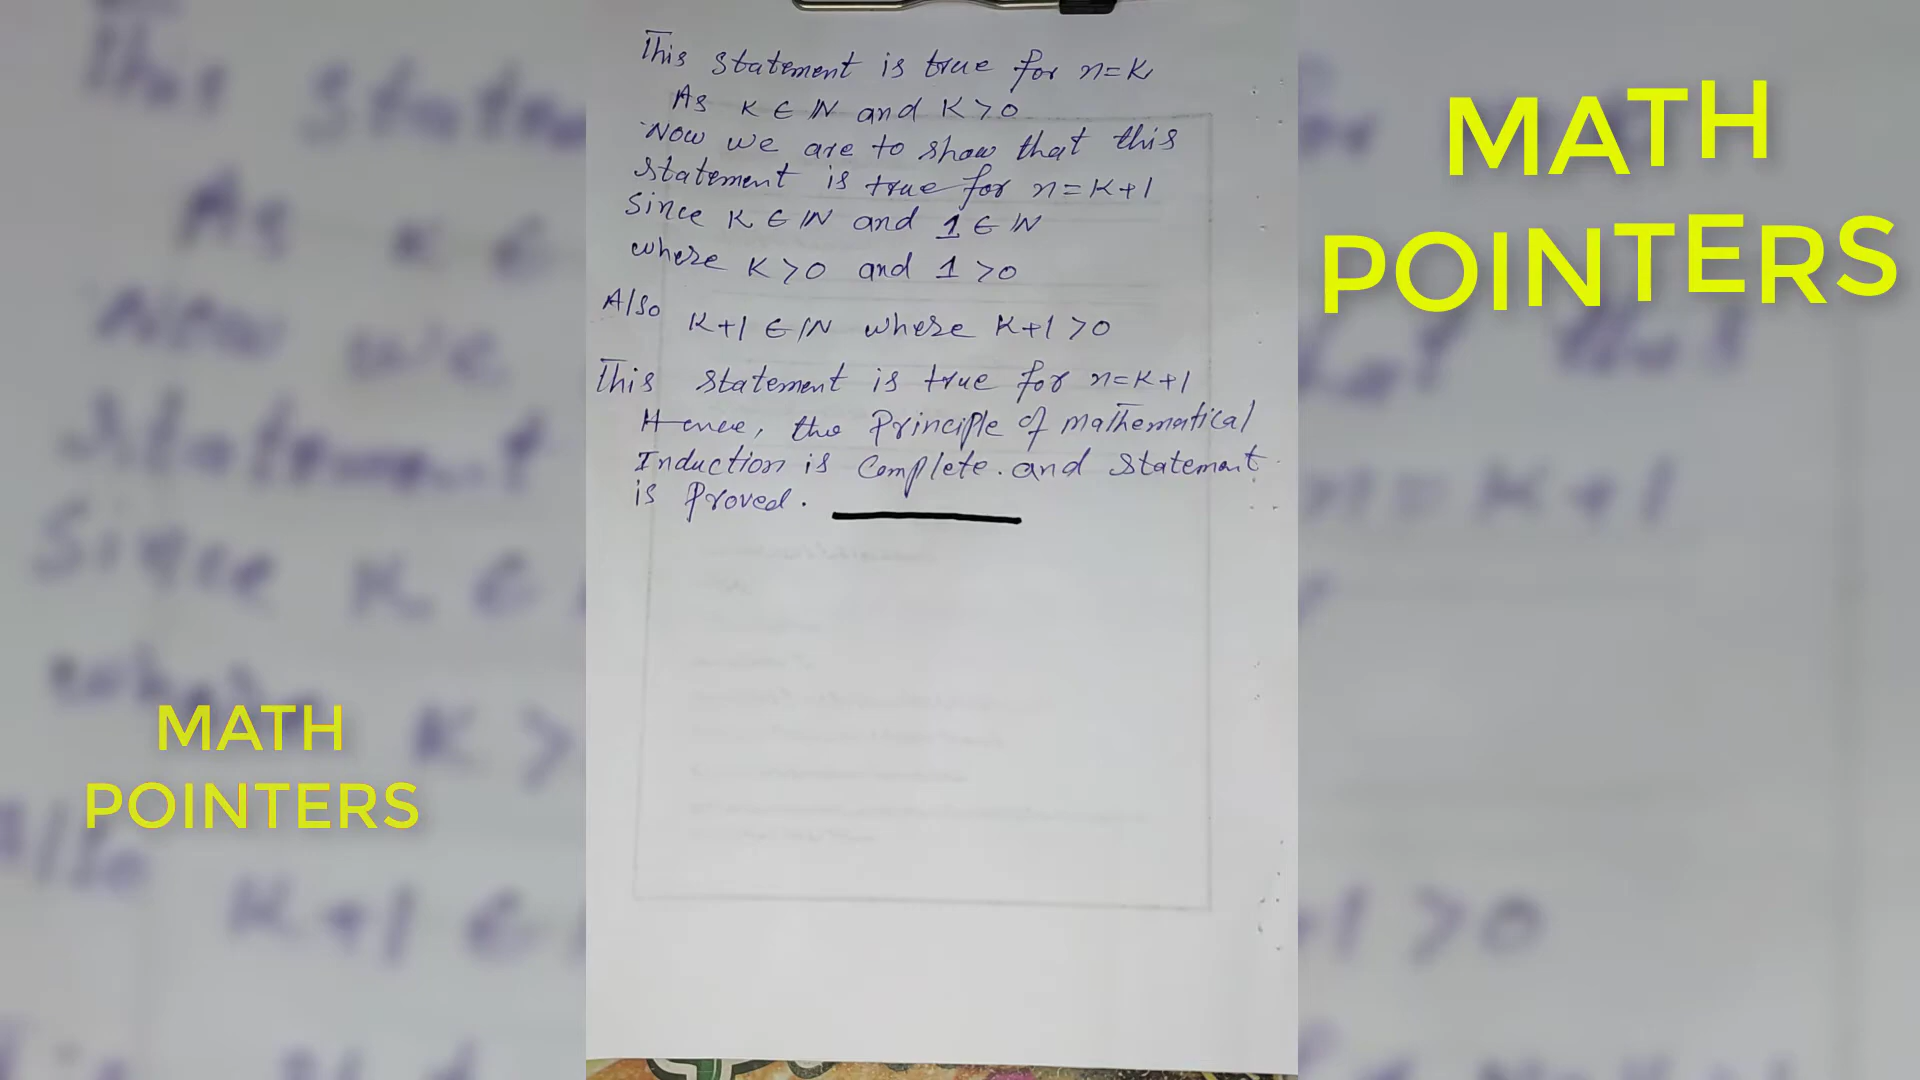 This statement is true for n=K
As K ∈ ℕ and K>0
Now we are to show that this
statement is true for n=K+1
Since K ∈ ℕ and 1 ∈ ℕ
where K>0 and 1>0
Also K+1 ∈ ℕ where K+1>0
This statement is true for n=K+1
Hence, the Principle of mathematical
Induction is Complete. and statement
is Proved.
MATH
POINTERS
MATH
POINTERS